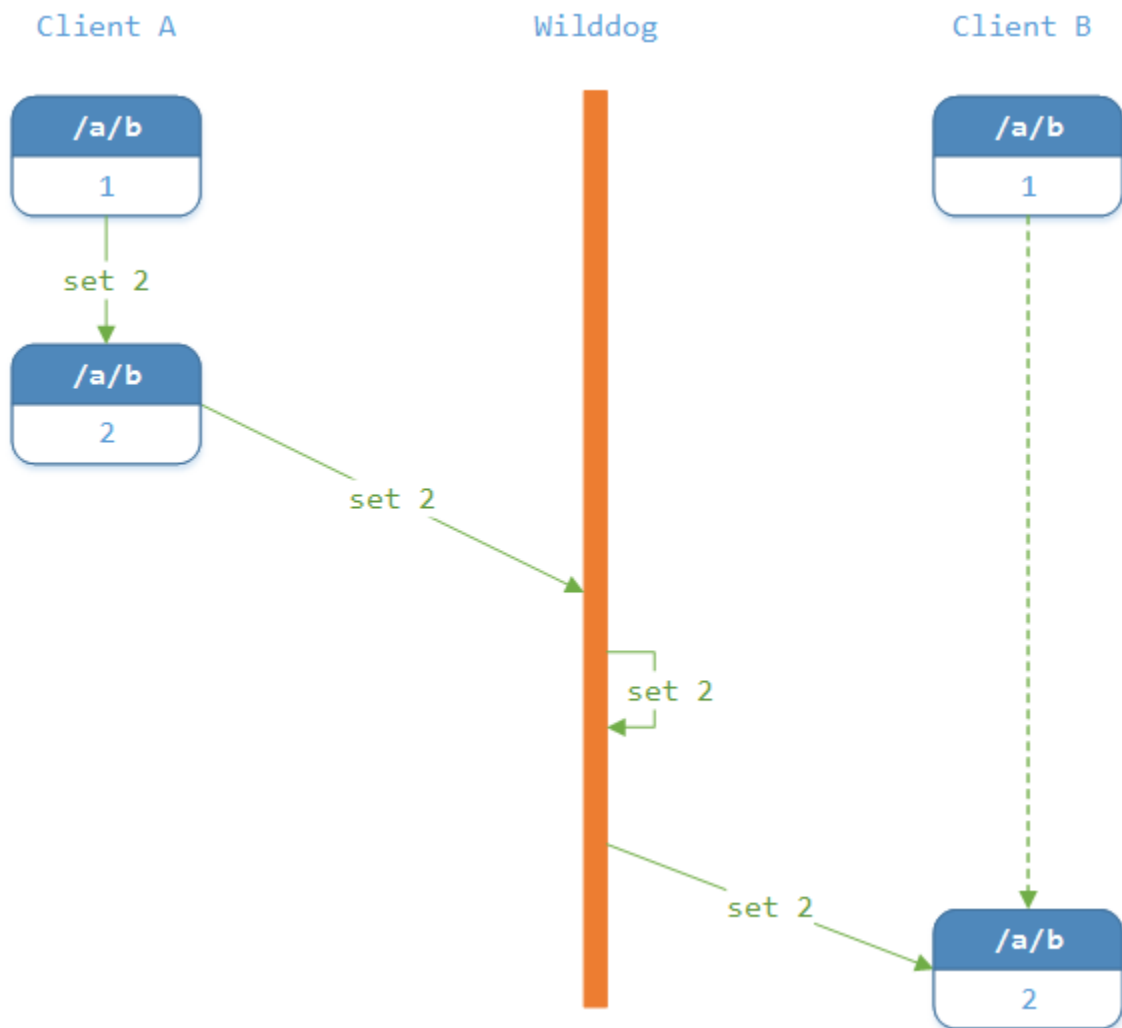 Client A
Wilddog
Client B
/a/b
1
/a/b
1
set 2
/a/b
2
set 2
set 2
set 2
/a/b
2